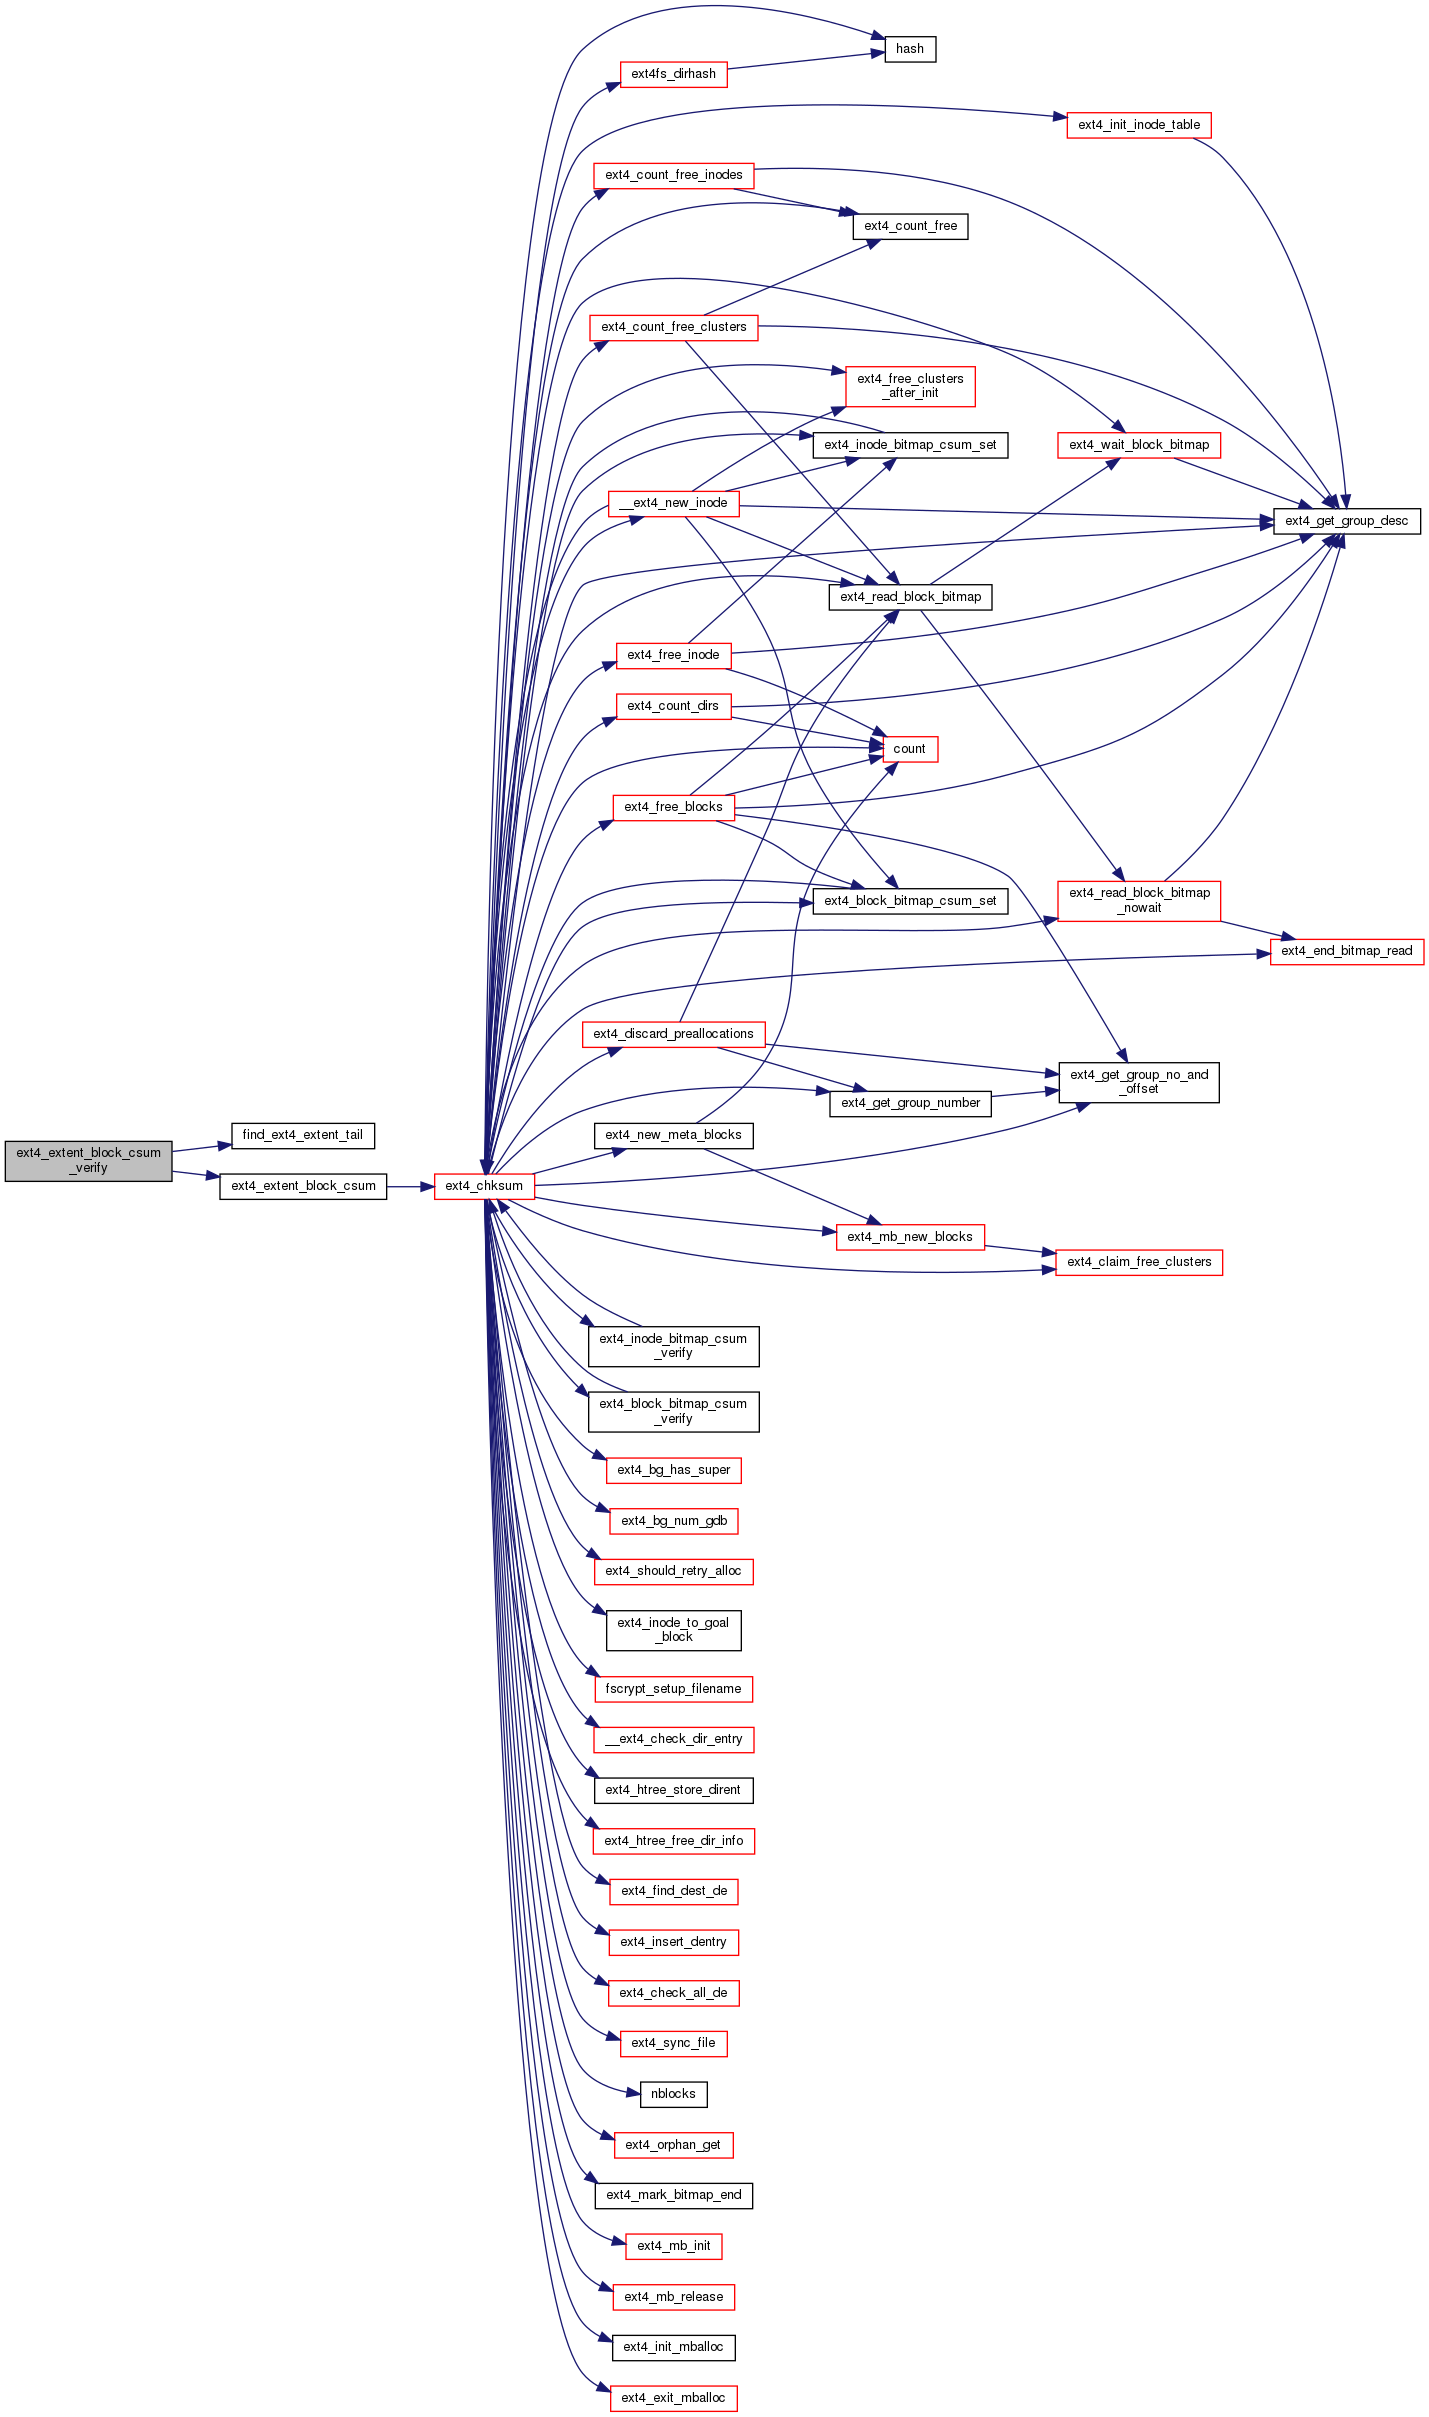 hash
ext4fs_dirhash
ext4_init_inode_table
ext4_count_free_inodes
ext4_count_free
ext4_count_free_clusters
ext4_free_clusters
_after_init
ext4_inode_bitmap_csum_set
ext4_wait_block_bitmap
__ext4_new_inode
ext4_get_group_desc
ext4_read_block_bitmap
ext4_free_inode
ext4_count_dirs
count
ext4_free_blocks
ext4_block_bitmap_csum_set
ext4_read_block_bitmap
_nowait
ext4_end_bitmap_read
ext4_discard_preallocations
ext4_get_group_no_and
_offset
ext4_get_group_number
ext4_new_meta_blocks
find_ext4_extent_tail
ext4_extent_block_csum
_verify
ext4_extent_block_csum
ext4_chksum
ext4_mb_new_blocks
ext4_claim_free_clusters
ext4_inode_bitmap_csum
_verify
ext4_block_bitmap_csum
_verify
ext4_bg_has_super
ext4_bg_num_gdb
ext4_should_retry_alloc
ext4_inode_to_goal
_block
fscrypt_setup_filename
__ext4_check_dir_entry
ext4_htree_store_dirent
ext4_htree_free_dir_info
ext4_find_dest_de
ext4_insert_dentry
ext4_check_all_de
ext4_sync_file
nblocks
ext4_orphan_get
ext4_mark_bitmap_end
ext4_mb_init
ext4_mb_release
ext4_init_mballoc
ext4_exit_mballoc